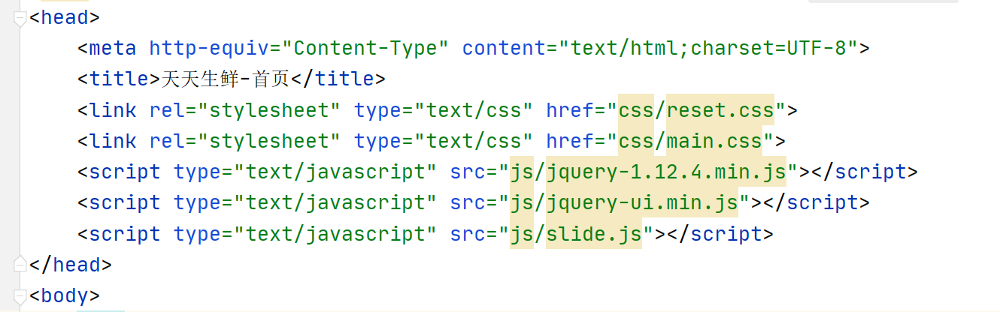 <head>
<meta http-equiv="Content-Type" content="text/html;charset=UTF-8">
<title>天天生鲜-首页</title>
<link rel="stylesheet" type="text/css" href="css/reset.css">
<link rel="stylesheet" type="text/css" href="css/main.css">
<script type="text/javascript" src="js/jquery-1.12.4.min.js"></script>
<script type="text/javascript" src="js/jquery-ui.min.js"></script>
<script type="text/javascript" src="js/slide.js"></script>
</head>
<body>